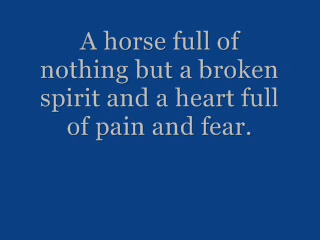 A horse full of
nothing but a broken
spirit and a heart full
of pain and fear.